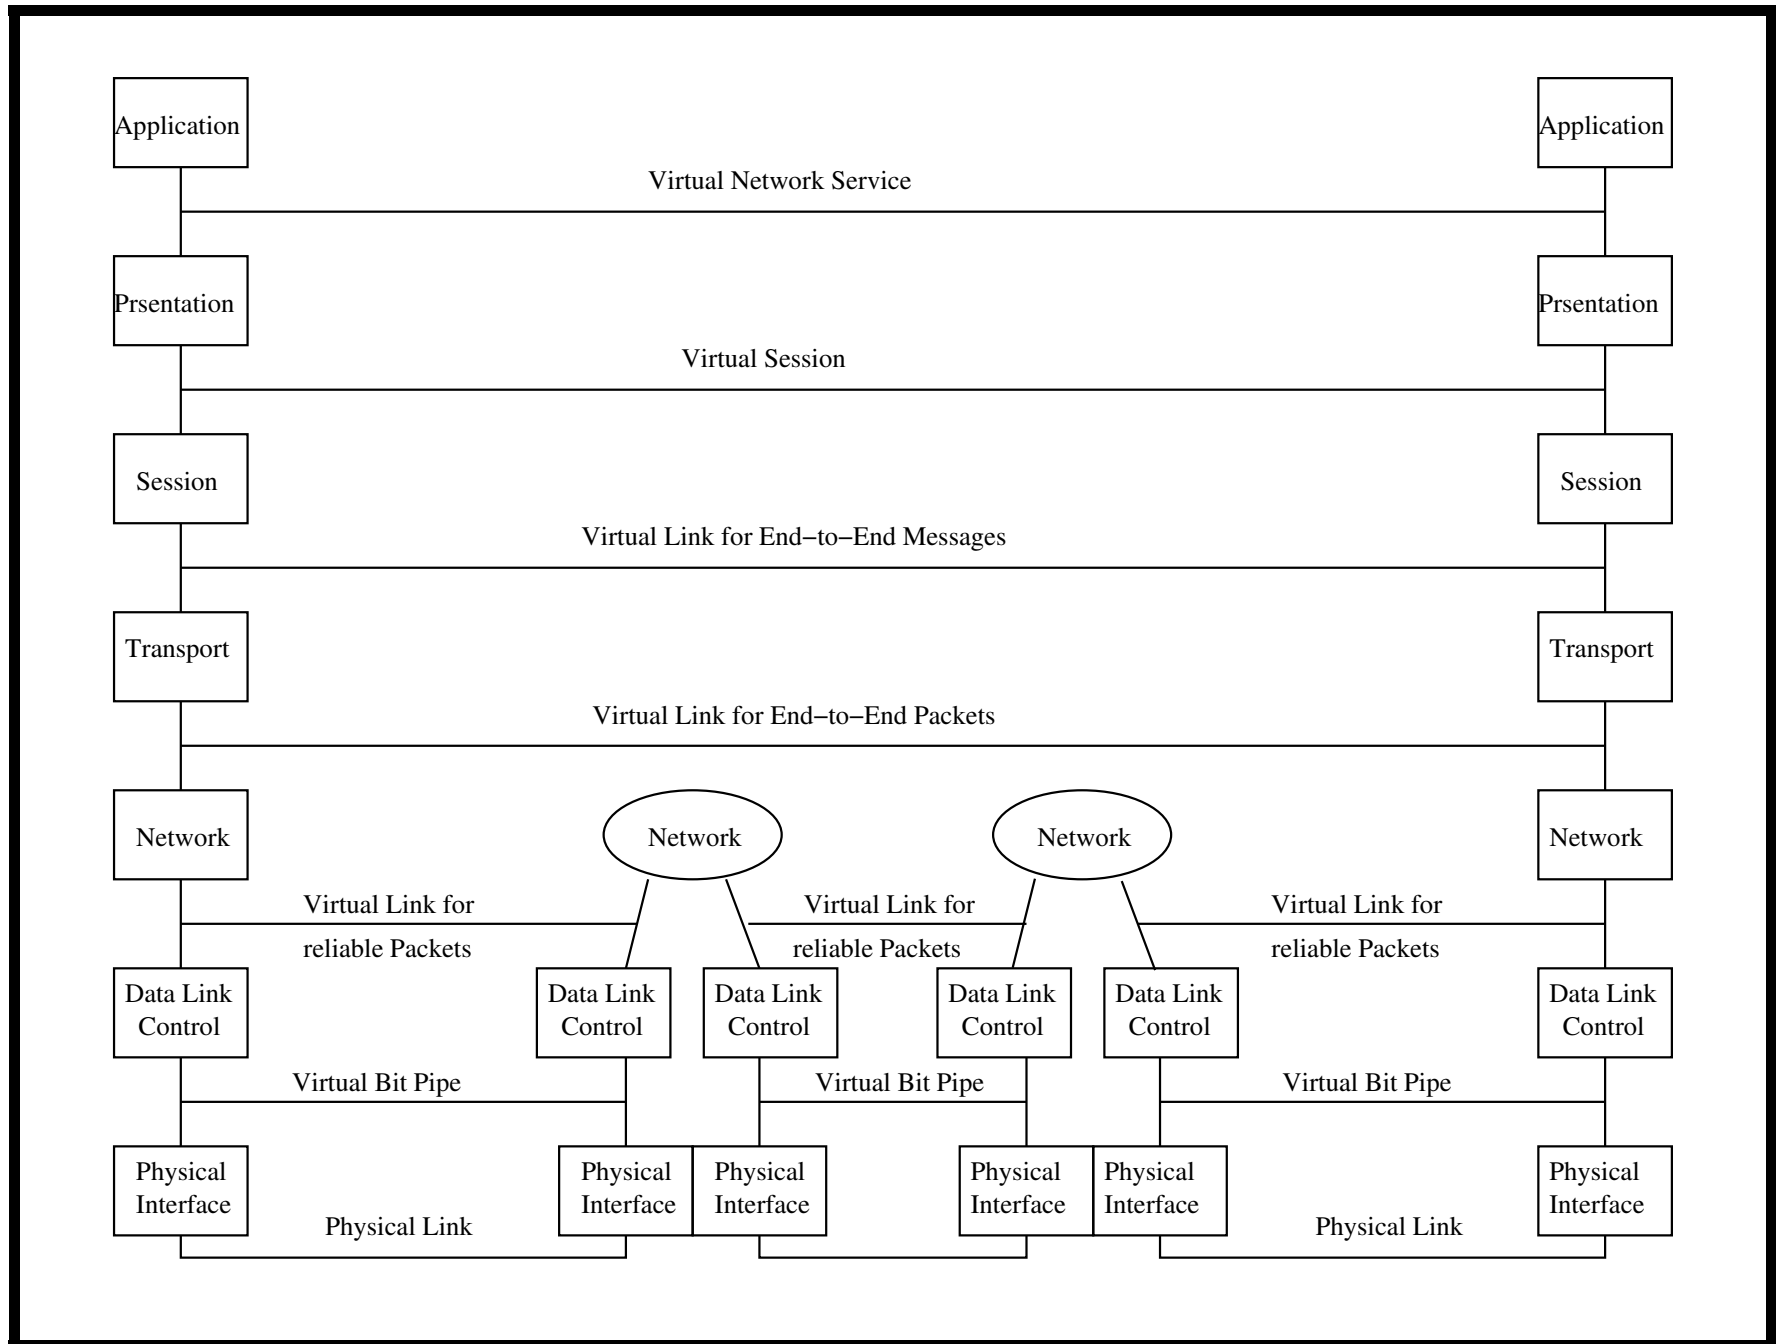 Application
Application
Virtual Network Service
Prsentation
Prsentation
Virtual Session
Session
Session
Virtual Link for End−to−End Messages
Transport
Transport
Virtual Link for End−to−End Packets
Network
Network
Network
Network
Virtual Link for
reliable Packets
Virtual Link for
reliable Packets
Virtual Link for
reliable Packets
Data Link
Control
Data Link
Control
Data Link
Control
Data Link
Control
Data Link
Control
Data Link
Control
Virtual Bit Pipe
Virtual Bit Pipe
Virtual Bit Pipe
Physical
Interface
Physical
Interface
Physical
Interface
Physical
Interface
Physical
Interface
Physical
Interface
Physical Link
Physical Link